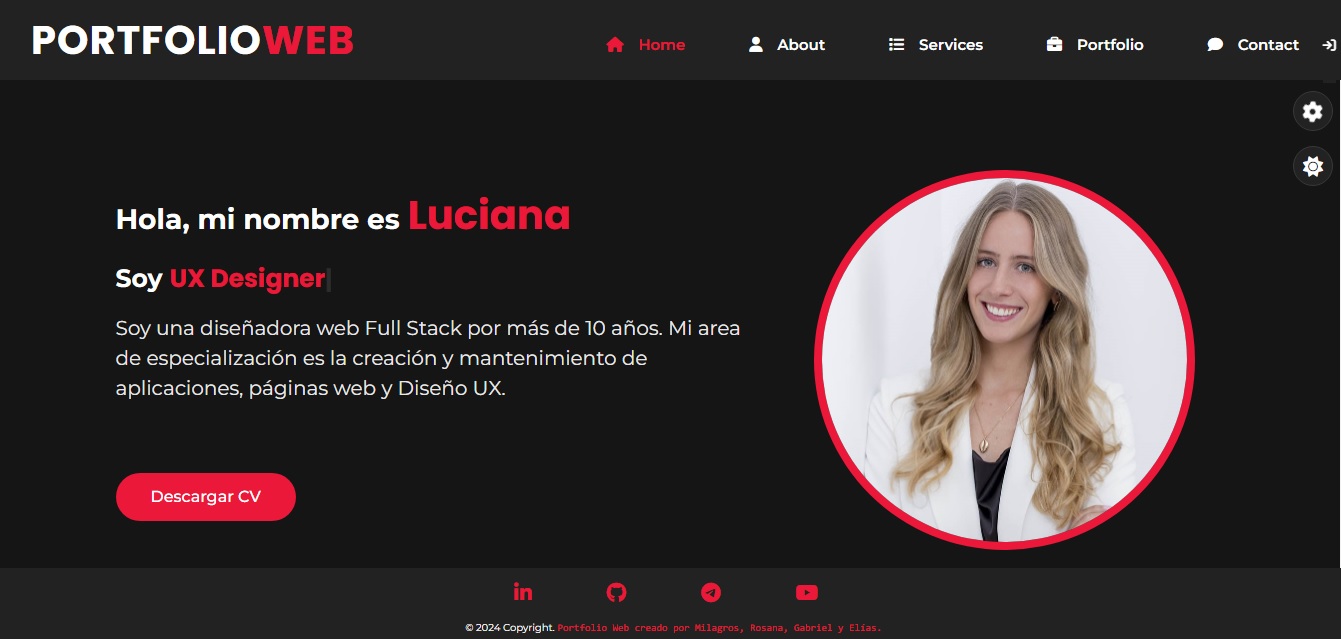 PORTFOLIOWEB
Home About Services Portfolio Contact
Hola, mi nombre es Luciana
Soy UX Designer
Soy una diseñadora web Full Stack por más de 10 años. Mi area
de especialización es la creación y mantenimiento de
aplicaciones, páginas web y Diseño UX.
Descargar CV
in
© 2024 Copyright. Portfolio Web creado por Milagros, Rosana, Gabriel y Elías.